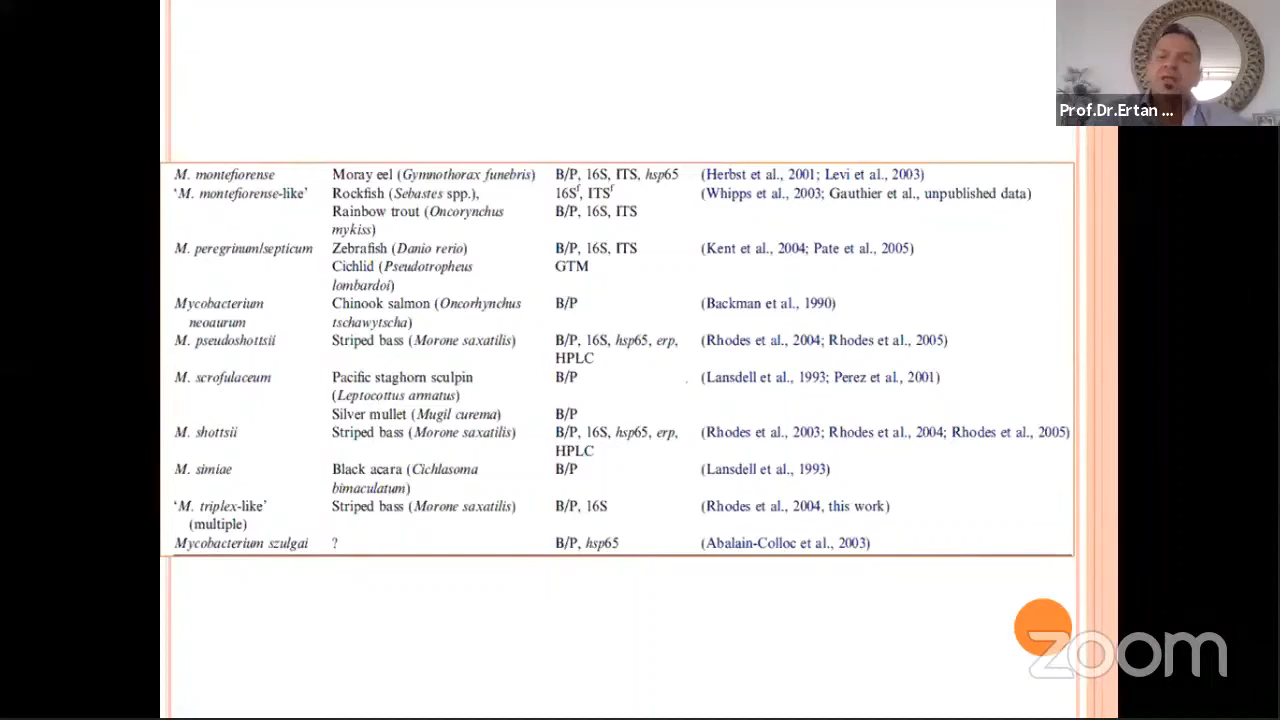 Prof.Dr.Ertan ...
M. montefiorense Moray eel (Gymnothorax funebris) B/P, 16S, ITS, hsp65 (Herbst et al., 2001; Levi et al., 2003)
‘M. montefiorense-like’ Rockfish (Sebastes spp.), 16Sf, ITSf (Whipps et al., 2003; Gauthier et al., unpublished data)
Rainbow trout (Oncorynchus B/P, 16S, ITS
mykiss)
M. peregrinum/septicum Zebrafish (Danio rerio) B/P, 16S, ITS (Kent et al., 2004; Pate et al., 2005)
Cichlid (Pseudotropheus GTM
lombardoi)
Mycobacterium Chinook salmon (Oncorhynchus B/P (Backman et al., 1990)
neoaurum tschawytscha)
M. pseudoshottsii Striped bass (Morone saxatilis) B/P, 16S, hsp65, erp, (Rhodes et al., 2004; Rhodes et al., 2005)
HPLC
M. scrofulaceum Pacific staghorn sculpin B/P (Lansdell et al., 1993; Perez et al., 2001)
(Leptocottus armatus)
Silver mullet (Mugil curema) B/P
M. shottsii Striped bass (Morone saxatilis) B/P, 16S, hsp65, erp, (Rhodes et al., 2003; Rhodes et al., 2004; Rhodes et al., 2005)
HPLC
M. simiae Black acara (Cichlasoma B/P (Lansdell et al., 1993)
bimaculatum)
‘M. triplex-like’ Striped bass (Morone saxatilis) B/P, 16S (Rhodes et al., 2004, this work)
(multiple)
Mycobacterium szulgai ? B/P, hsp65 (Abalain-Colloc et al., 2003)
zoom